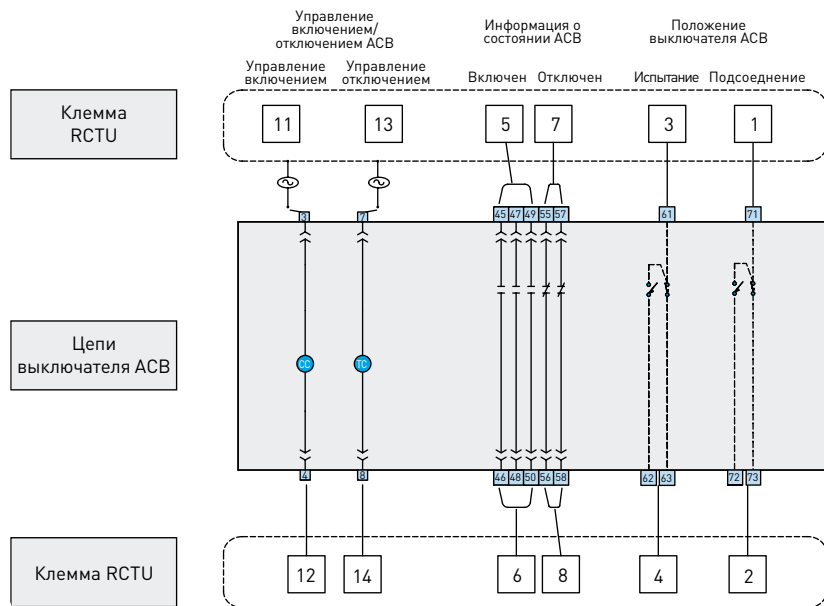 Управление
включением/
отключением ACB
Информация о
состоянии ACB
Положение
выключателя ACB
Управление
включением
Управление
отключением
Включен
Отключен
Испытание
Подсоеднение
Клемма
RCTU
11
13
5
7
3
1
3
7
45
47
49
55
57
61
71
Цепи
выключателя ACB
CC
TC
4
8
46
48
50
56
58
62
63
72
73
Клемма RCTU
12
14
6
8
4
2